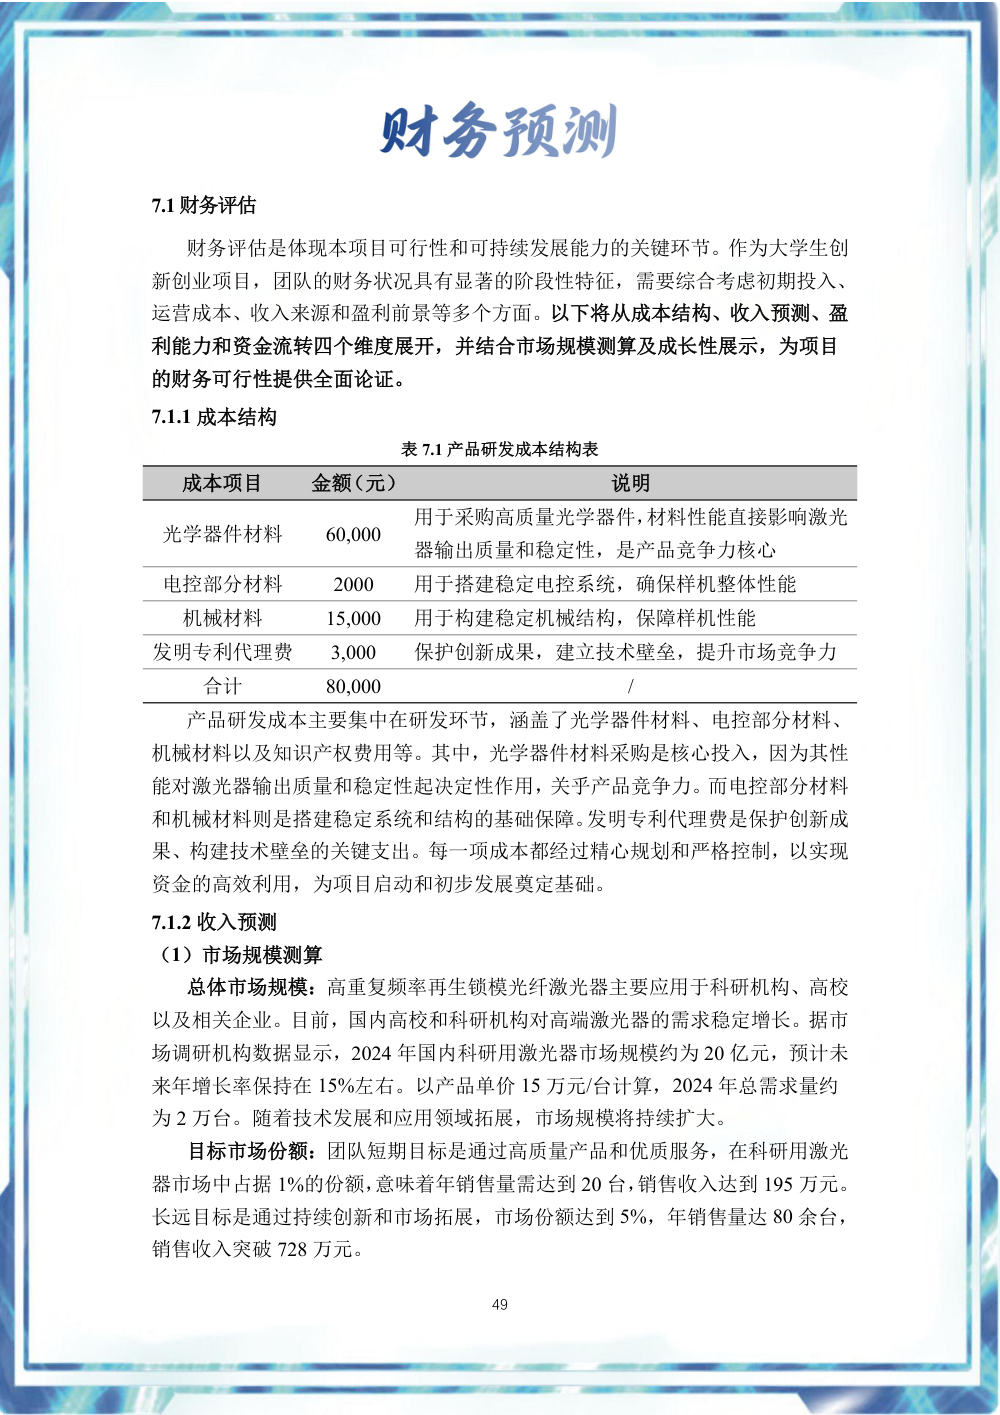 财务预测
7.1 财务评估
财务评估是体现本项目可行性和可持续发展能力的关键环节。作为大学生创
新创业项目，团队的财务状况具有显著的阶段性特征，需要综合考虑初期投入、
运营成本、收入来源和盈利前景等多个方面。以下将从成本结构、收入预测、盈
利能力和资金流转四个维度展开，并结合市场规模测算及成长性展示，为项目
的财务可行性提供全面论证。
7.1.1 成本结构
表 7.1 产品研发成本结构表
成本项目 金额（元） 说明
光学器件材料 60,000 用于采购高质量光学器件，材料性能直接影响激光
器输出质量和稳定性，是产品竞争力核心
电控部分材料 2000 用于搭建稳定电控系统，确保样机整体性能
机械材料 15,000 用于构建稳定机械结构，保障样机性能
发明专利代理费 3,000 保护创新成果，建立技术壁垒，提升市场竞争力
合计 80,000 /
产品研发成本主要集中在研发环节，涵盖了光学器件材料、电控部分材料、
机械材料以及知识产权费用等。其中，光学器件材料采购是核心投入，因为其性
能对激光器输出质量和稳定性起决定性作用，关乎产品竞争力。而电控部分材料
和机械材料则是搭建稳定系统和结构的基础保障。发明专利代理费是保护创新成
果、构建技术壁垒的关键支出。每一项成本都经过精心规划和严格控制，以实现
资金的高效利用，为项目启动和初步发展奠定基础。
7.1.2 收入预测
（1）市场规模测算
总体市场规模：高重复频率再生锁模光纤激光器主要应用于科研机构、高校
以及相关企业。目前，国内高校和科研机构对高端激光器的需求稳定增长。据市
场调研机构数据显示，2024 年国内科研用激光器市场规模约为 20 亿元，预计未
来年增长率保持在 15%左右。以产品单价 15 万元/台计算，2024 年总需求量约
为 2 万台。随着技术发展和应用领域拓展，市场规模将持续扩大。
目标市场份额：团队短期目标是通过高质量产品和优质服务，在科研用激光
器市场中占据 1%的份额，意味着年销售量需达到 20 台，销售收入达到 195 万元。
长远目标是通过持续创新和市场拓展，市场份额达到 5%，年销售量达 80 余台，
销售收入突破 728 万元。
49